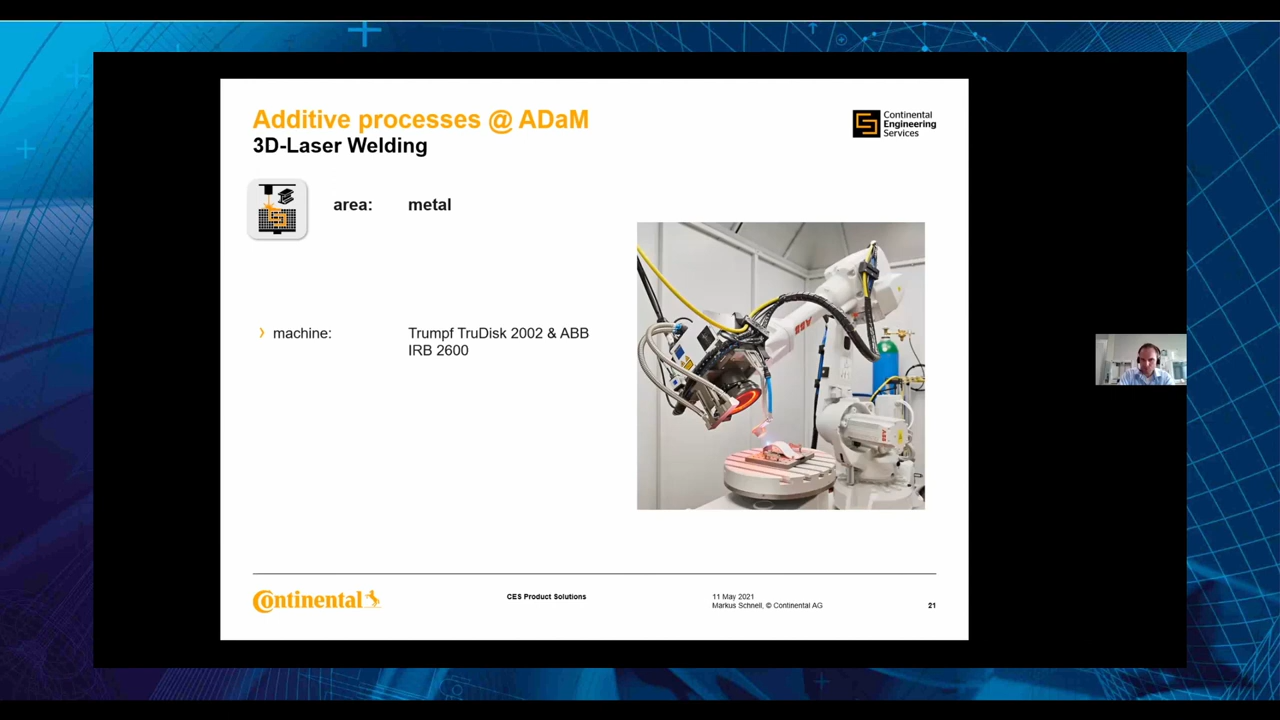 Additive processes @ ADaM
3D-Laser Welding
Continental
Engineering
Services
area: metal
› machine: Trumpf TruDisk 2002 & ABB
IRB 2600
ABB
Continental
CES Product Solutions
11 May 2021
Markus Schnell, © Continental AG
21